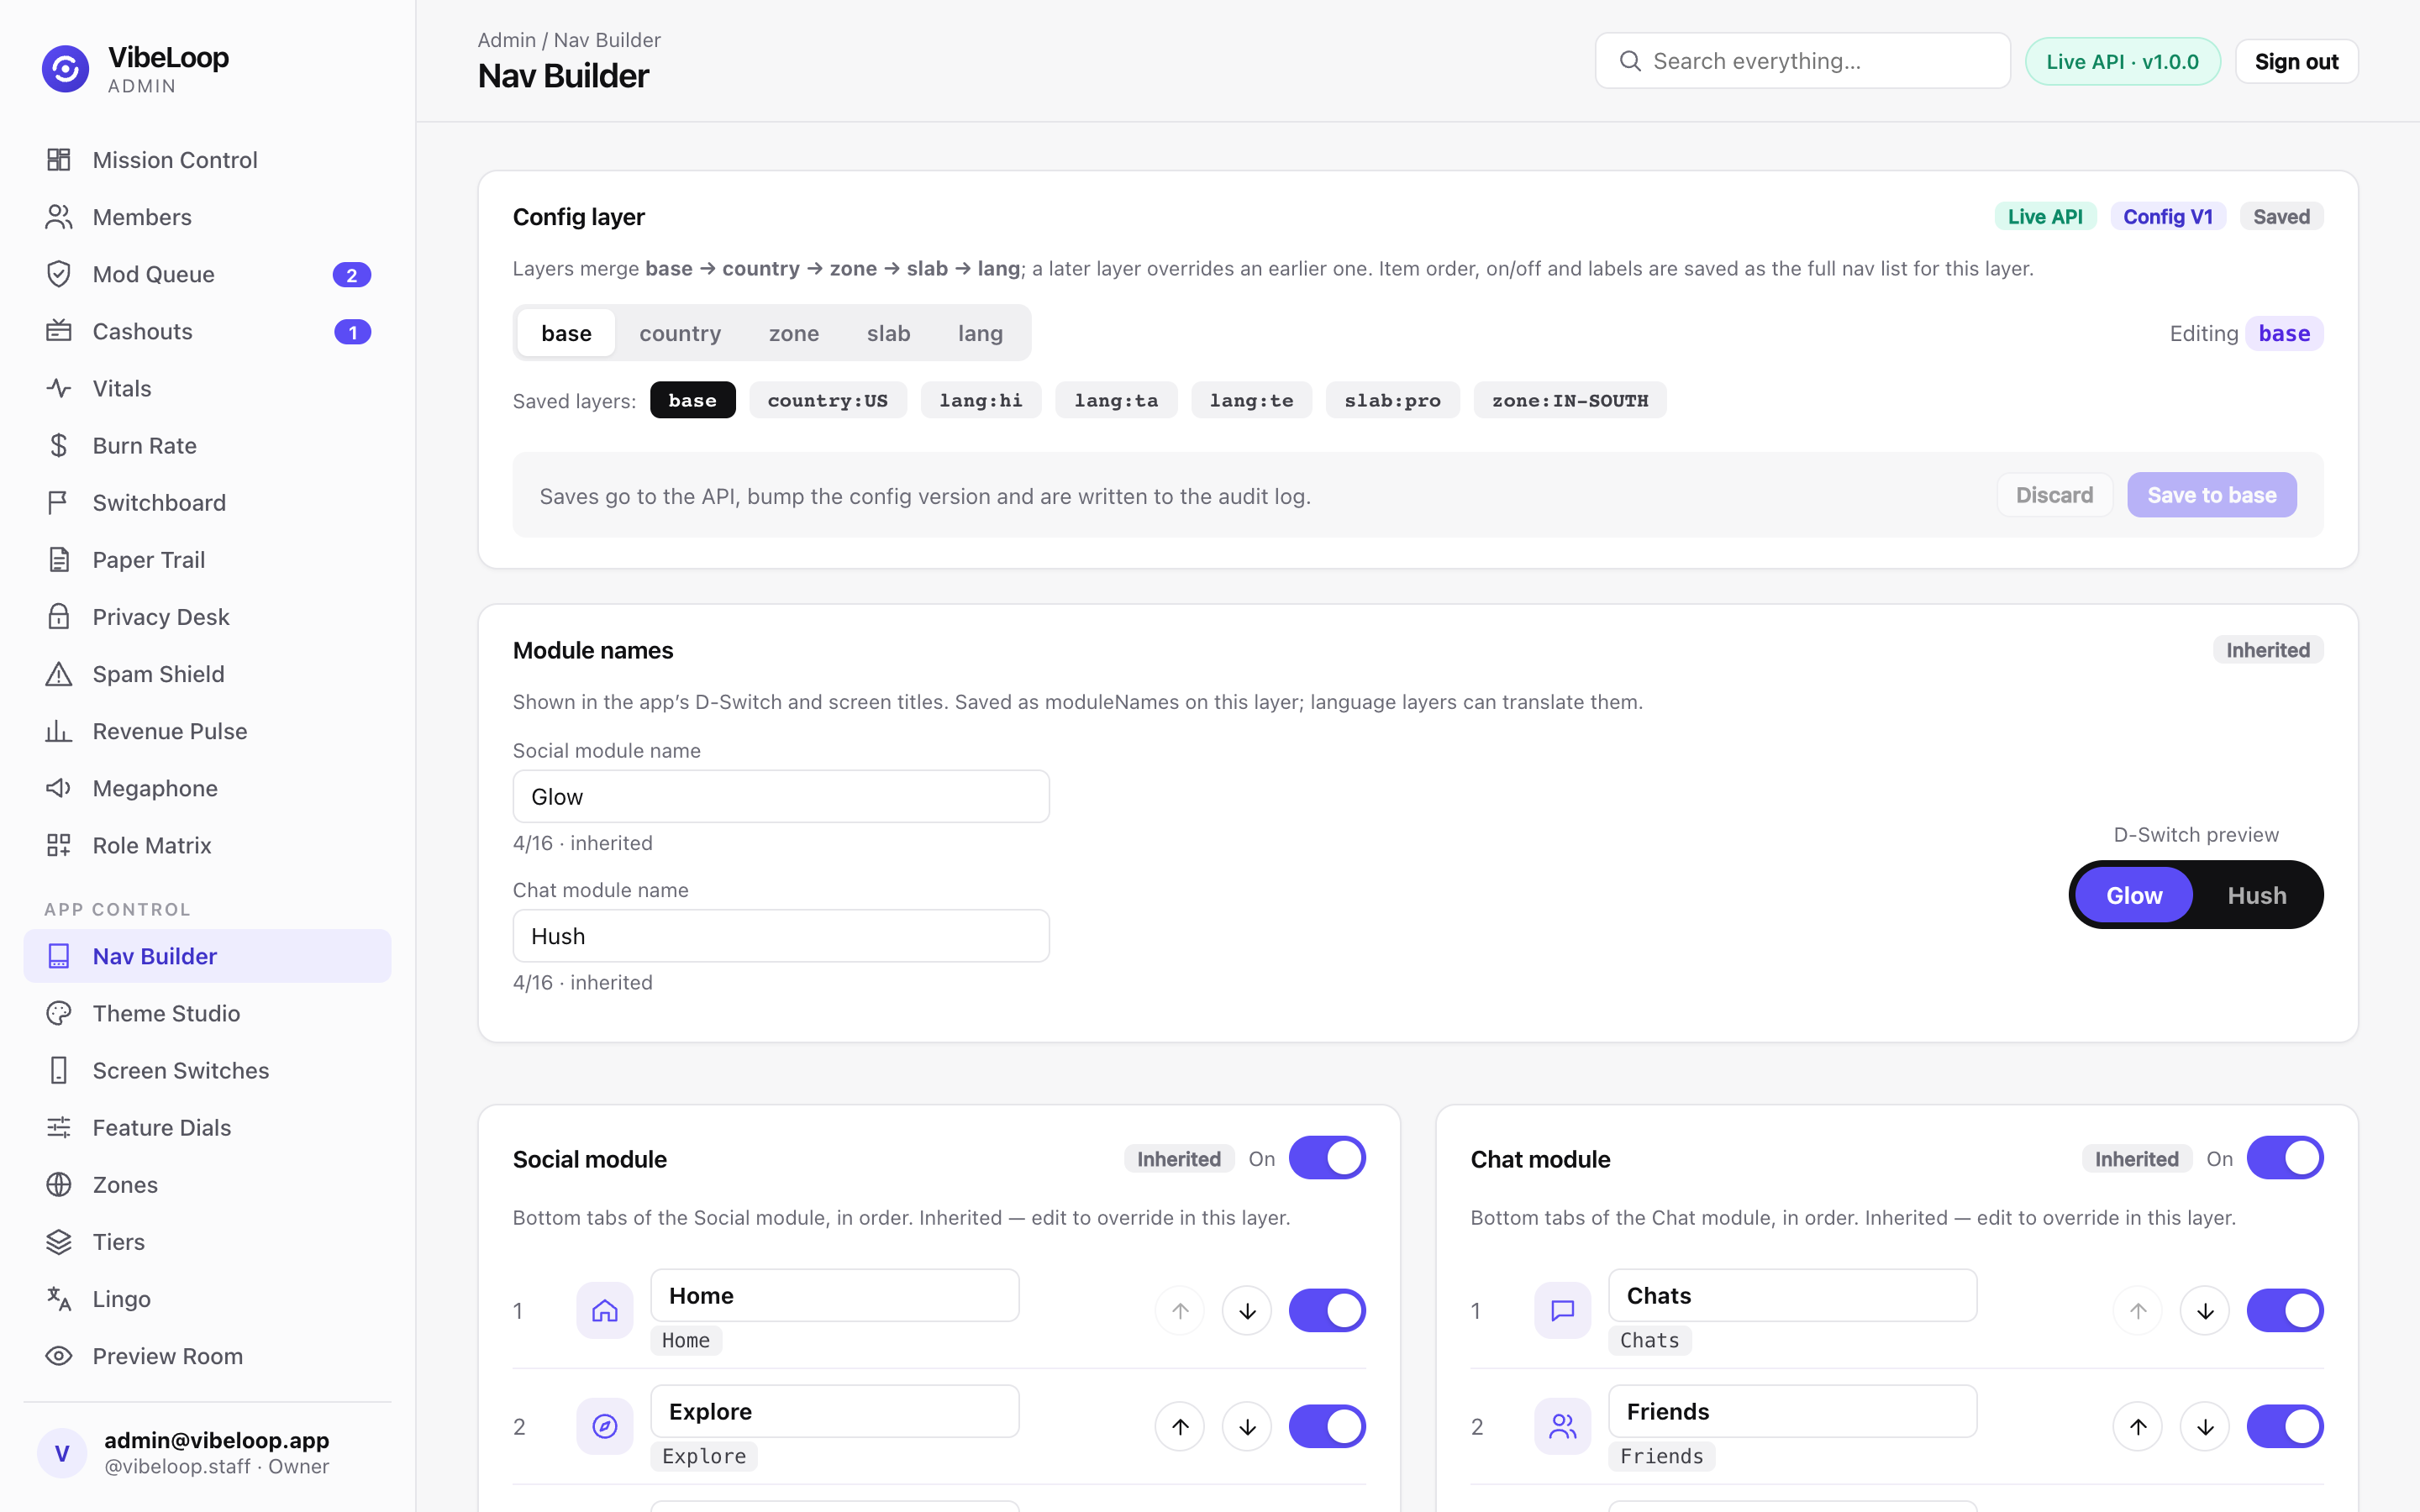 VibeLoop
ADMIN
Mission Control
Members
Mod Queue 2
Cashouts 1
Vitals
Burn Rate
Switchboard
Paper Trail
Privacy Desk
Spam Shield
Revenue Pulse
Megaphone
Role Matrix
APP CONTROL
Nav Builder
Theme Studio
Screen Switches
Feature Dials
Zones
Tiers
Lingo
Preview Room
V
admin@vibeloop.app
@vibeloop.staff · Owner
Admin / Nav Builder
Nav Builder
Search everything...
Live API · v1.0.0
Sign out
Config layer
Live API Config V1 Saved
Layers merge base → country → zone → slab → lang; a later layer overrides an earlier one. Item order, on/off and labels are saved as the full nav list for this layer.
base country zone slab lang
Editing base
Saved layers: base country:US lang:hi lang:ta lang:te slab:pro zone:IN-SOUTH
Saves go to the API, bump the config version and are written to the audit log.
Discard Save to base
Module names
Inherited
Shown in the app’s D-Switch and screen titles. Saved as moduleNames on this layer; language layers can translate them.
Social module name
Glow
4/16 · inherited
Chat module name
Hush
4/16 · inherited
D-Switch preview
Glow Hush
Social module
Inherited On
Bottom tabs of the Social module, in order. Inherited — edit to override in this layer.
1 Home
Home
2 Explore
Explore
Chat module
Inherited On
Bottom tabs of the Chat module, in order. Inherited — edit to override in this layer.
1 Chats
Chats
2 Friends
Friends